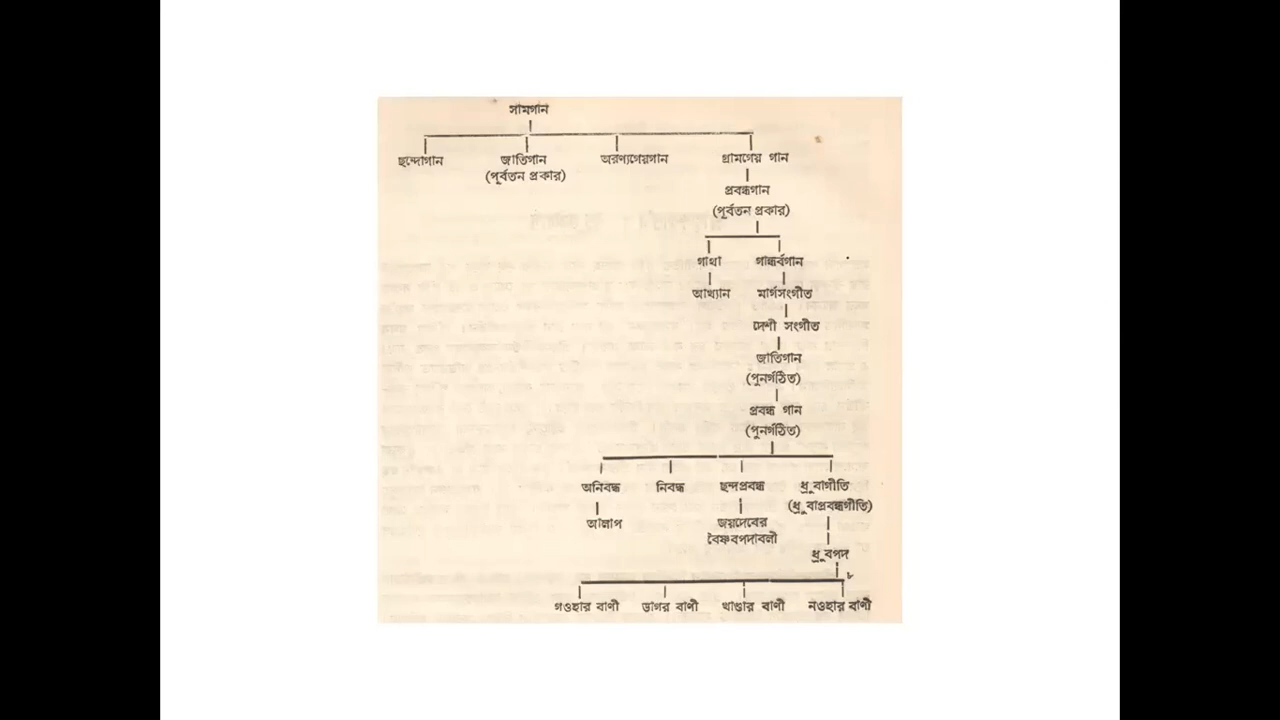 সামগান
ছন্দোগান জাতিগান অরণ্যগেয়গান গ্রামগেয় গান
(পূর্বতন প্রকার)
প্রবন্ধগান
(পূর্বতন প্রকার)
গাথা গান্ধর্বগান
আখ্যান মার্গসংগীত
দেশী সংগীত
জাতিগান
(পুনর্গঠিত)
প্রবন্ধ গান
(পুনর্গঠিত)
অনিবদ্ধ নিবদ্ধ ছন্দপ্রবন্ধ ধ্রুবাগীতি
(ধ্রুবাপ্রবন্ধগীতি)
আলাপ জয়দেবের
বৈষ্ণবপদাবলী
ধ্রুবপদ
৮
গওহার বাণী ডাগর বাণী খাণ্ডার বাণী নওহার বাণী